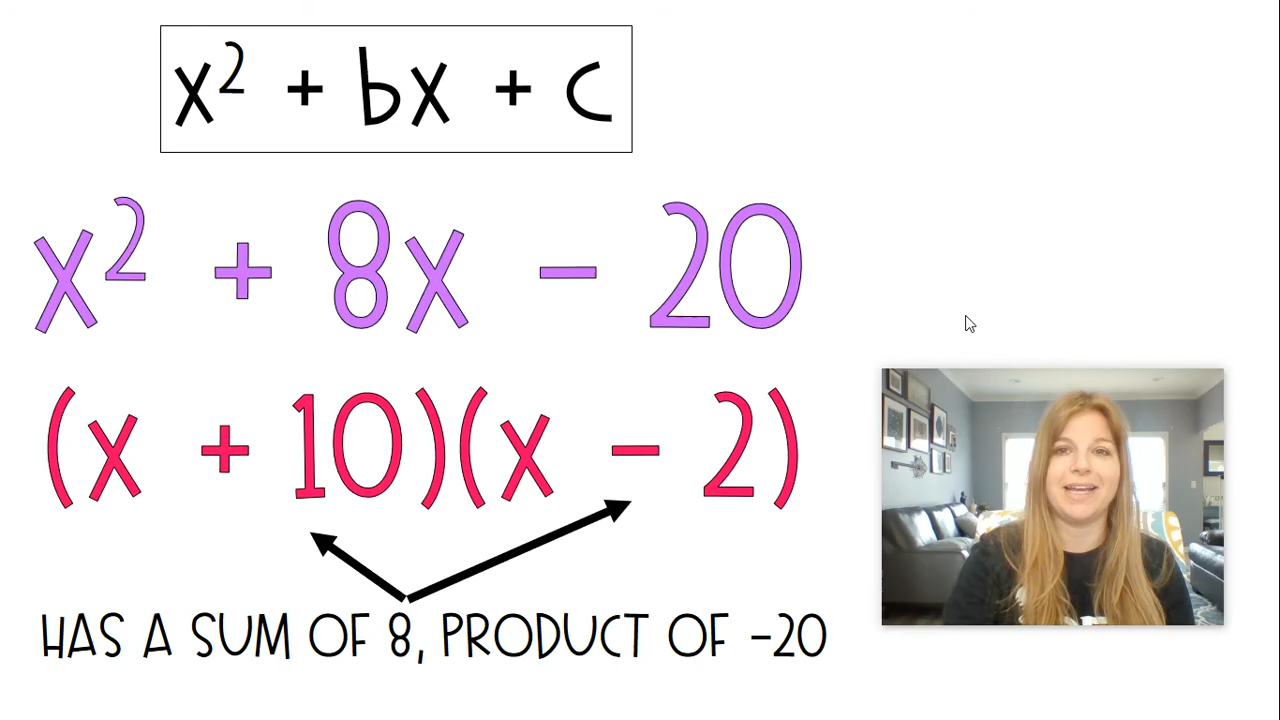 x² + bx + c
x² + 8x − 20
(x + 10)(x − 2)
HAS A SUM OF 8, PRODUCT OF -20